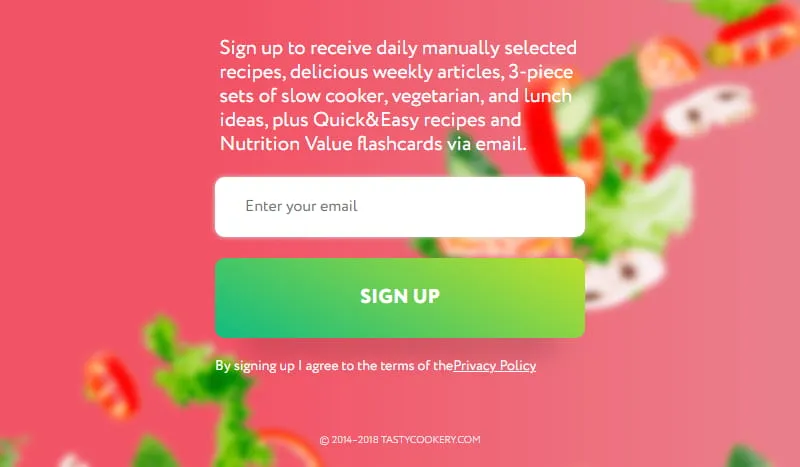 Sign up to receive daily manually selected
recipes, delicious weekly articles, 3-piece
sets of slow cooker, vegetarian, and lunch
ideas, plus Quick&Easy recipes and
Nutrition Value flashcards via email.
Enter your email
SIGN UP
By signing up I agree to the terms of thePrivacy Policy
© 2014–2018 TASTYCOOKERY.COM